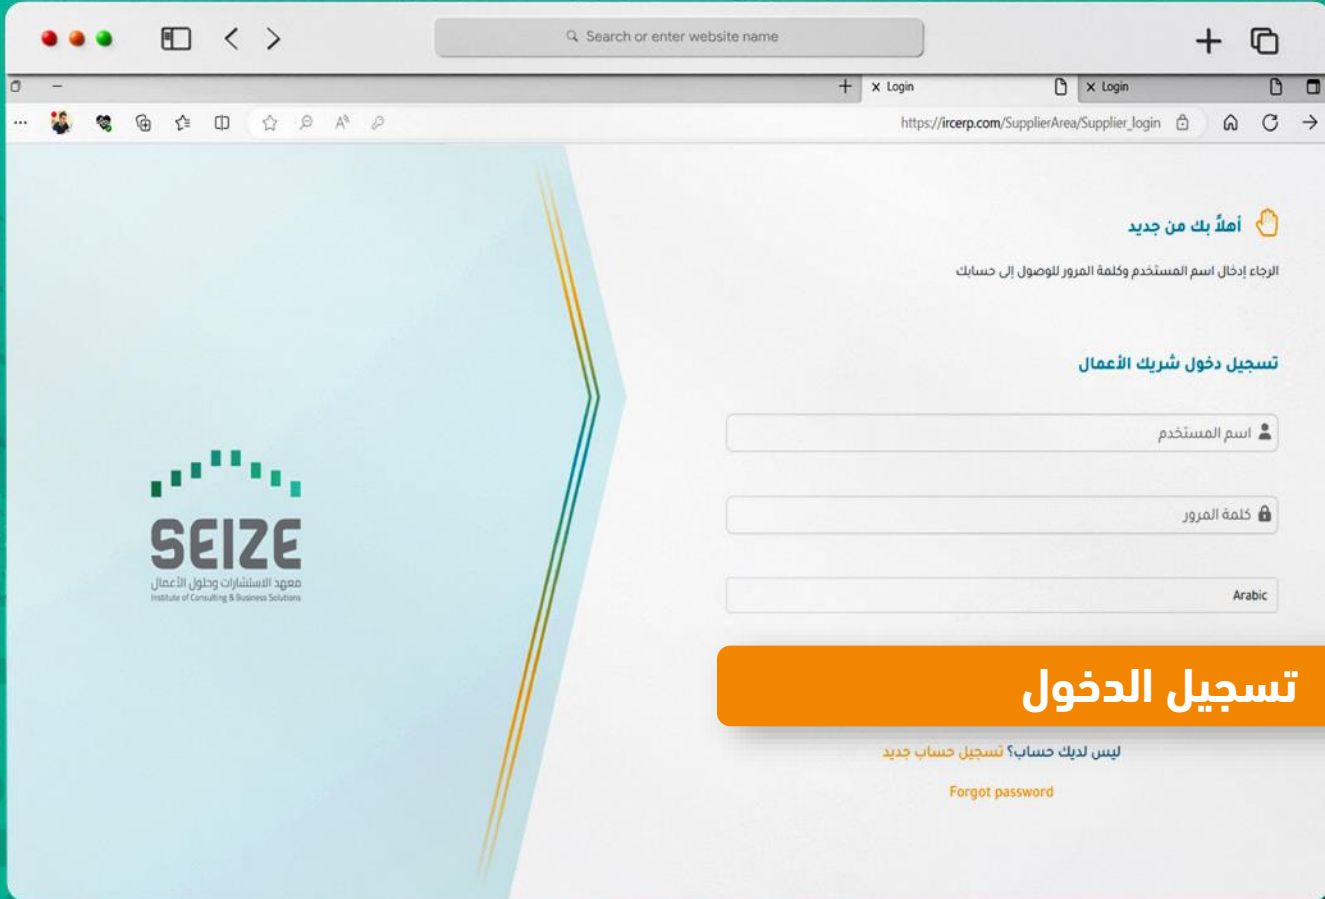 Search or enter website name
Login
Login
https://ircerp.com/SupplierArea/Supplier_login
أهلاً بك من جديد
الرجاء إدخال اسم المستخدم وكلمة المرور للوصول إلى حسابك
تسجيل دخول شريك الأعمال
اسم المستخدم
كلمة المرور
Arabic
تسجيل الدخول
ليس لديك حساب؟ تسجيل حساب جديد
Forgot password
SEIZE
معهد الاستشارات وحلول الأعمال
Institute of Consulting & Business Solutions